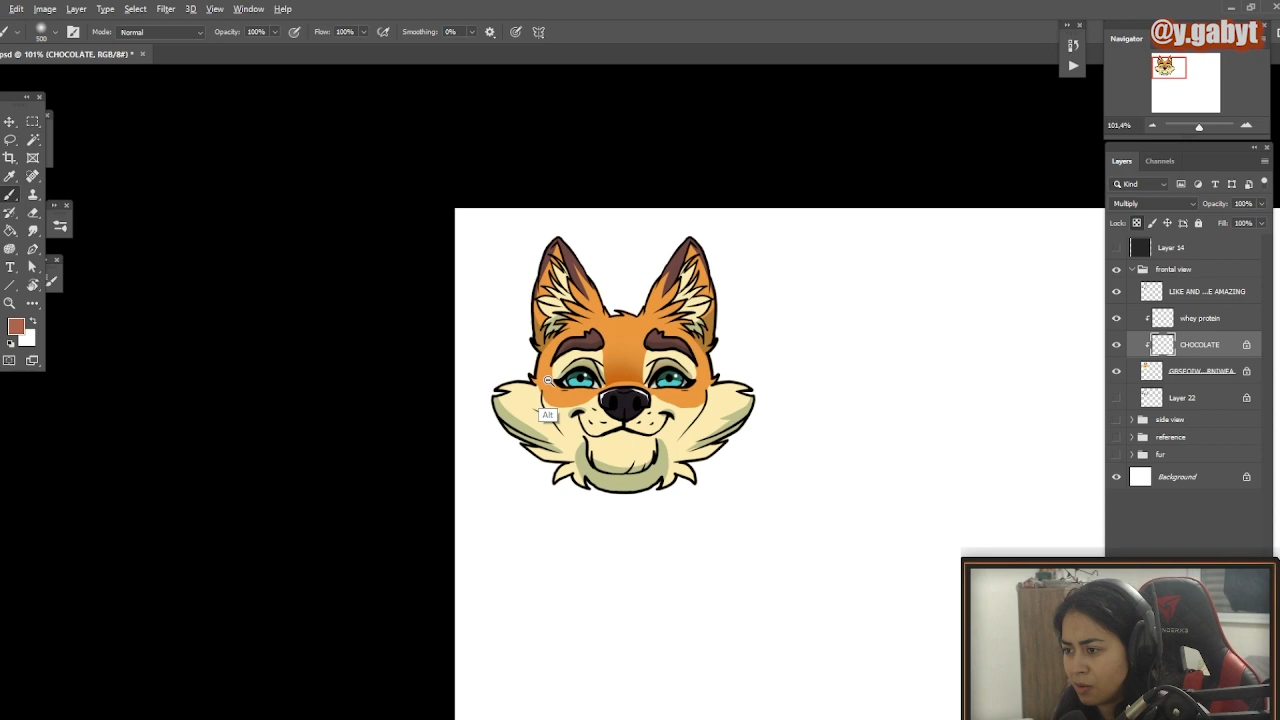 Edit Image Layer Type Select Filter 3D View Window Help
500 Mode: Normal Opacity: 100% Flow: 100% Smoothing: 0%
@y.gabyt
psd @ 101% (CHOCOLATE, RGB/8#) *
Navigator
101,4%
Layers Channels
Kind
Multiply Opacity: 100%
Lock: Fill: 100%
Layer 14
frontal view
LIKE AND ...E AMAZING
whey protein
CHOCOLATE
Layer 22
side view
reference
fur
Background
Alt